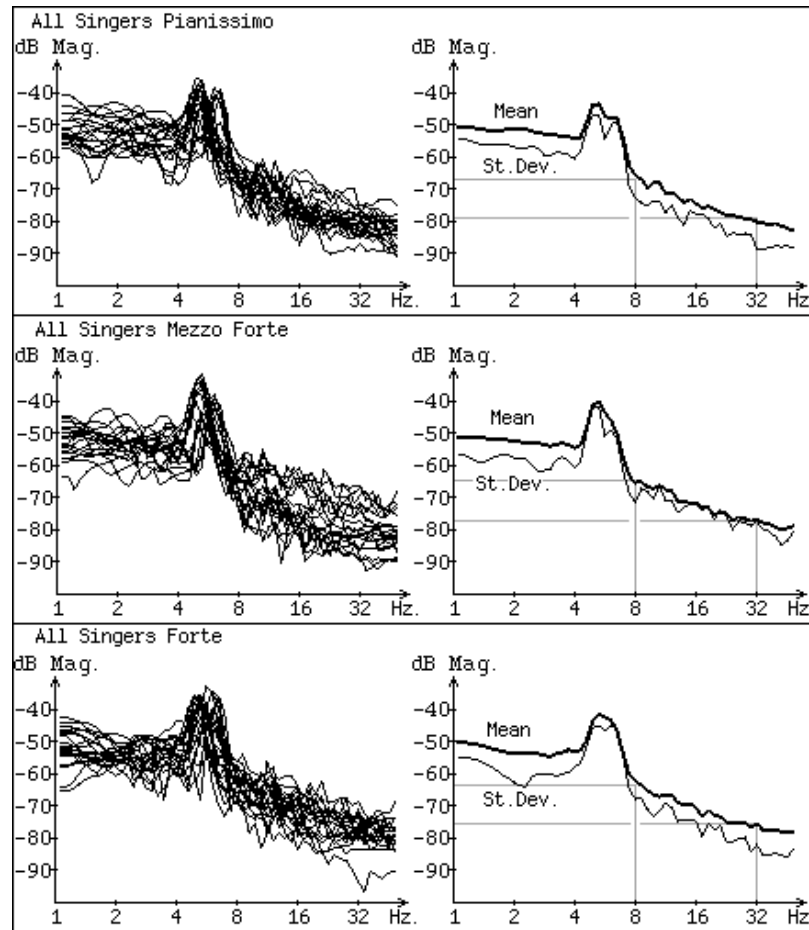 All Singers Pianissimo
dB Mag. dB Mag.
-40 -40
Mean
-50 -50
-60 -60
St.Dev.
-70 -70
-80 -80
-90 -90
1 2 4 8 16 32 Hz. 1 2 4 8 16 32 Hz.
All Singers Mezzo Forte
dB Mag. dB Mag.
-40 -40
Mean
-50 -50
-60 -60
St.Dev.
-70 -70
-80 -80
-90 -90
1 2 4 8 16 32 Hz. 1 2 4 8 16 32 Hz.
All Singers Forte
dB Mag. dB Mag.
-40 -40
Mean
-50 -50
-60 -60
St.Dev.
-70 -70
-80 -80
-90 -90
1 2 4 8 16 32 Hz. 1 2 4 8 16 32 Hz.